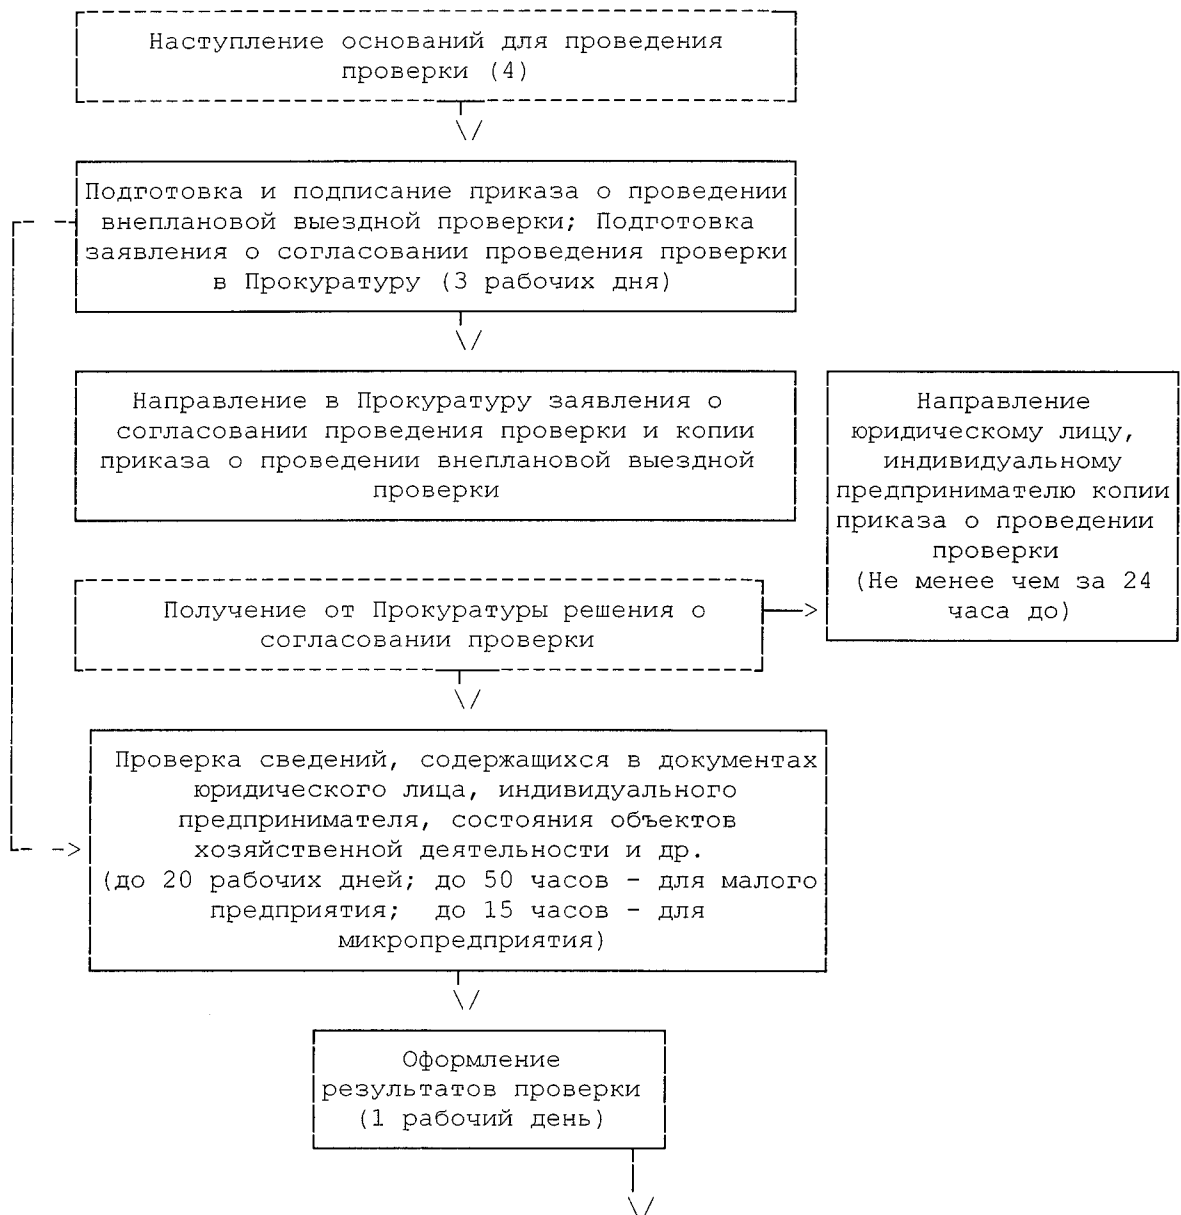 Наступление оснований для проведения
проверки (4)
Подготовка и подписание приказа о проведении
внеплановой выездной проверки; Подготовка
заявления о согласовании проведения проверки
в Прокуратуру (3 рабочих дня)
Направление в Прокуратуру заявления о
согласовании проведения проверки и копии
приказа о проведении внеплановой выездной
проверки
Направление
юридическому лицу,
индивидуальному
предпринимателю копии
приказа о проведении
проверки
(Не менее чем за 24
часа до)
Получение от Прокуратуры решения о
согласовании проверки
Проверка сведений, содержащихся в документах
юридического лица, индивидуального
предпринимателя, состояния объектов
хозяйственной деятельности и др.
(до 20 рабочих дней; до 50 часов - для малого
предприятия; до 15 часов - для
микропредприятия)
Оформление
результатов проверки
(1 рабочий день)